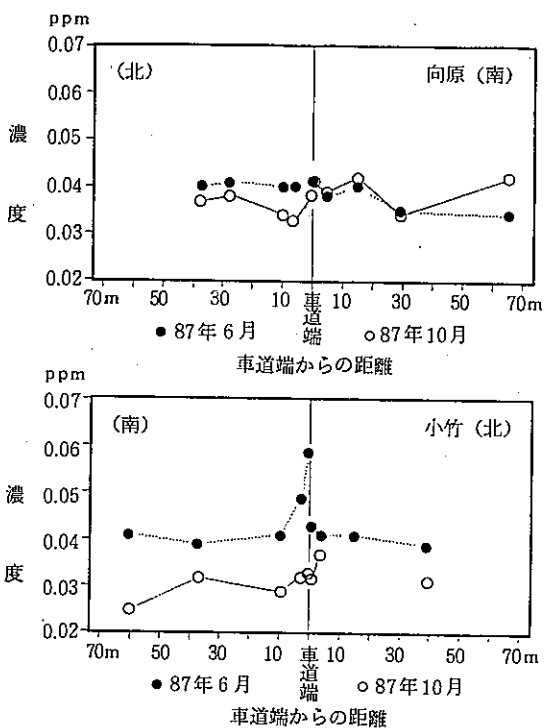 ppm
0.07
(北)
向原(南)
0.06
濃
0.05
0.04
度
0.03
0.02
70m 50 30 10 車道端 10 30 50 70m
● 87年6月 ○ 87年10月
車道端からの距離
ppm
0.07
(南)
小竹(北)
0.06
濃
0.05
0.04
度
0.03
0.02
70m 50 30 10 車道端 10 30 50 70m
● 87年6月 ○ 87年10月
車道端からの距離